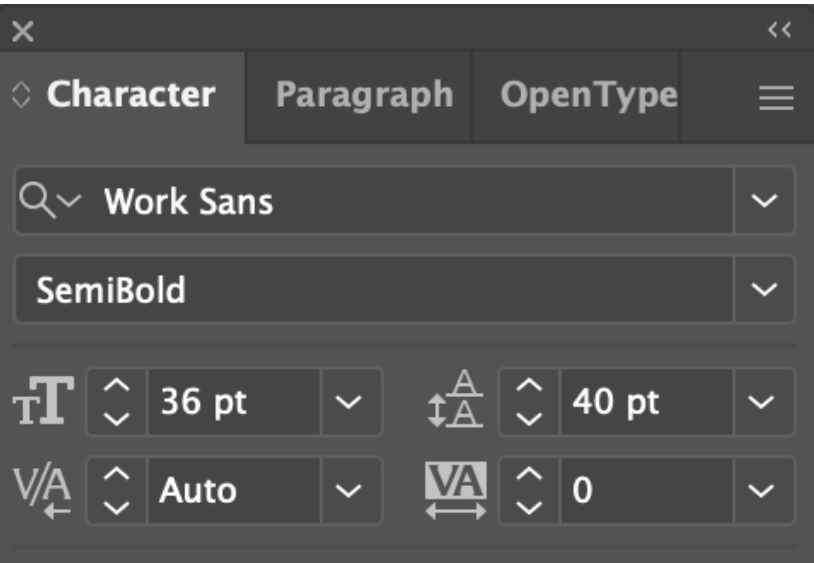 Character Paragraph OpenType
Work Sans
SemiBold
36 pt 40 pt
Auto 0